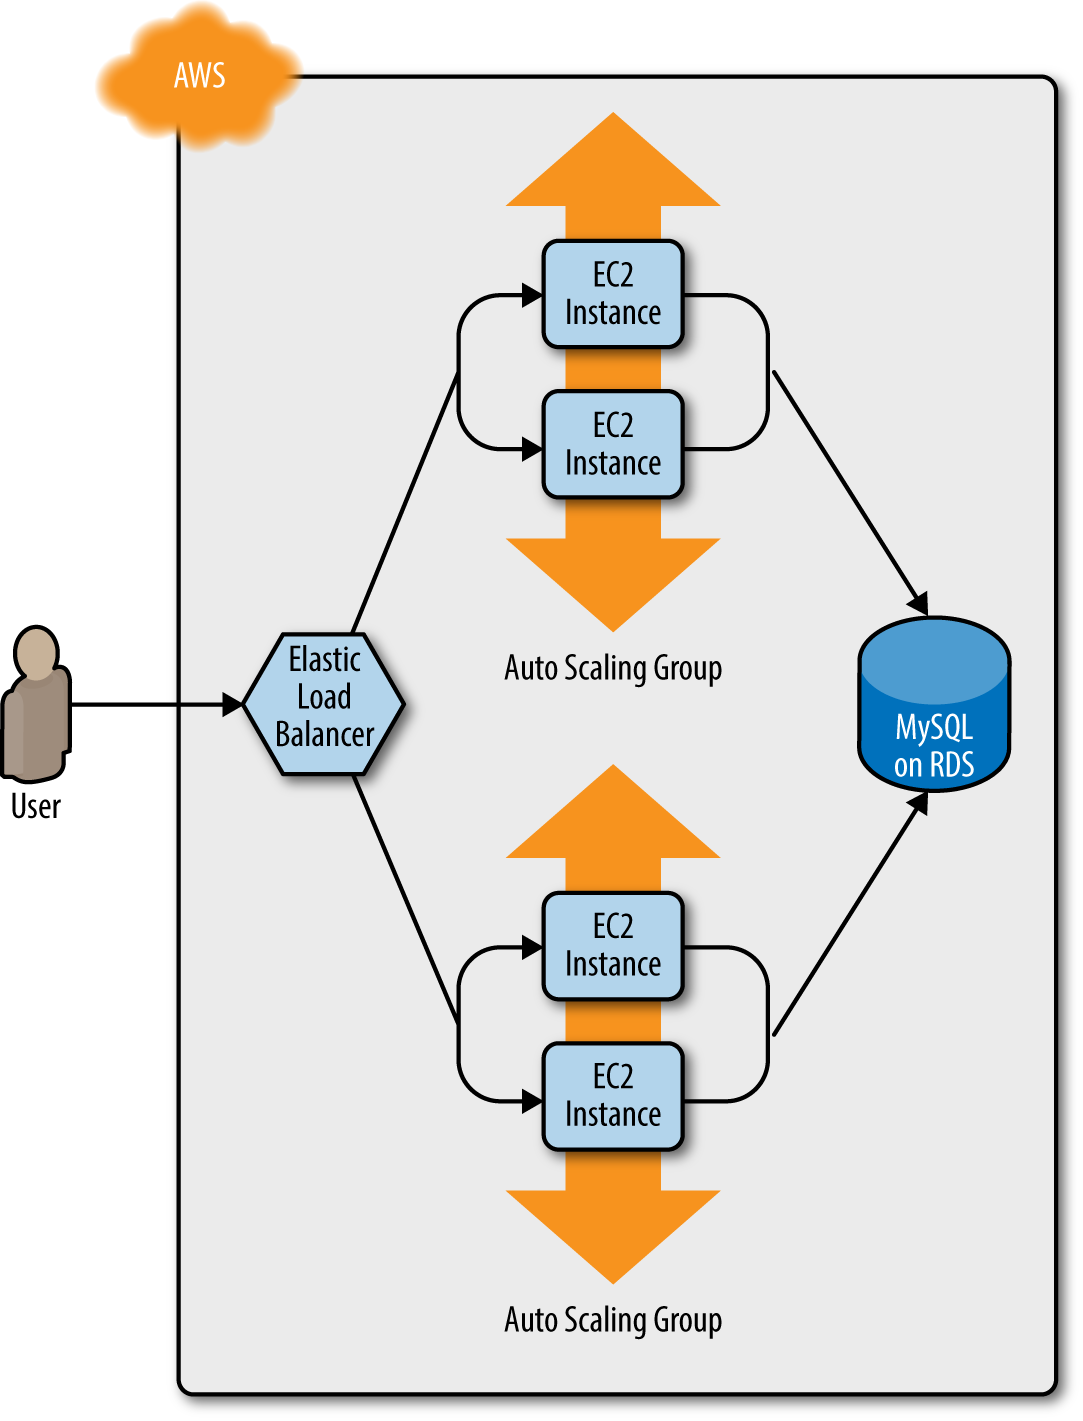 AWS
EC2
Instance
EC2
Instance
Auto Scaling Group
User
Elastic
Load
Balancer
MySQL
on RDS
EC2
Instance
EC2
Instance
Auto Scaling Group